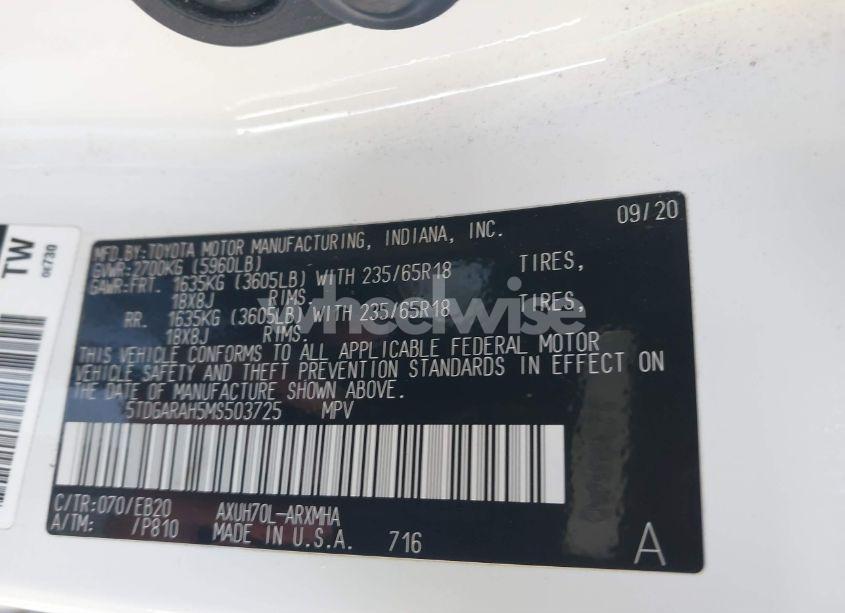 TW
0E730
09/20
MFD.BY:TOYOTA MOTOR MANUFACTURING, INDIANA, INC.
GVWR:2700KG (5960LB)
GAWR:FRT. 1635KG (3605LB) WITH 235/65R18 TIRES,
18X8J RIMS.
RR. 1635KG (3605LB) WITH 235/65R18 TIRES,
18X8J RIMS.
THIS VEHICLE CONFORMS TO ALL APPLICABLE FEDERAL MOTOR
VEHICLE SAFETY AND THEFT PREVENTION STANDARDS IN EFFECT ON
THE DATE OF MANUFACTURE SHOWN ABOVE.
5TDGARAH5MS503725 MPV
C/TR:070/EB20 AXUH70L-ARXMHA
A/TM: /P810 MADE IN U.S.A. 716
A
wheelwise